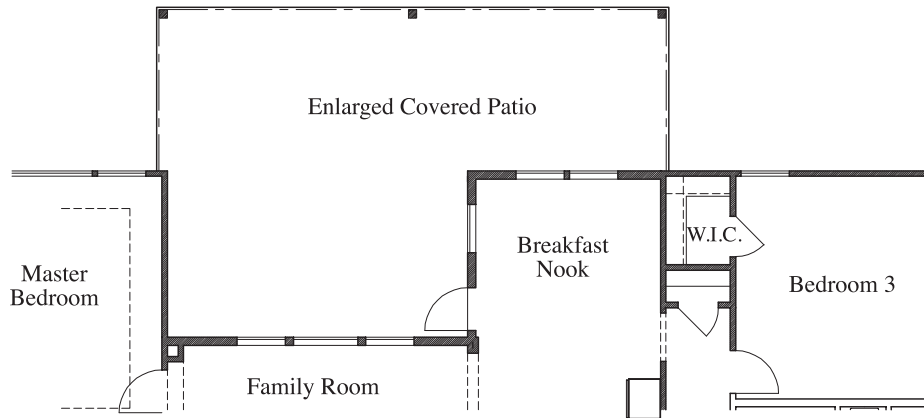 Enlarged Covered Patio
W.I.C.
Breakfast
Nook
Master
Bedroom
Bedroom 3
Family Room